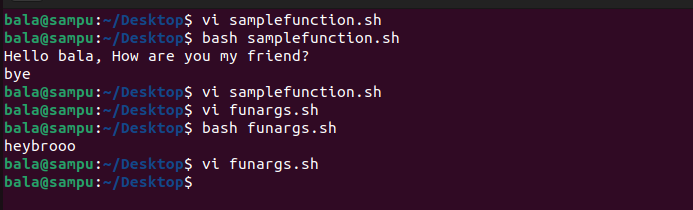 bala@sampu:~/Desktop$ vi samplefunction.sh
bala@sampu:~/Desktop$ bash samplefunction.sh
Hello bala, How are you my friend?
bye
bala@sampu:~/Desktop$ vi samplefunction.sh
bala@sampu:~/Desktop$ vi funargs.sh
bala@sampu:~/Desktop$ bash funargs.sh
heybrooo
bala@sampu:~/Desktop$ vi funargs.sh
bala@sampu:~/Desktop$